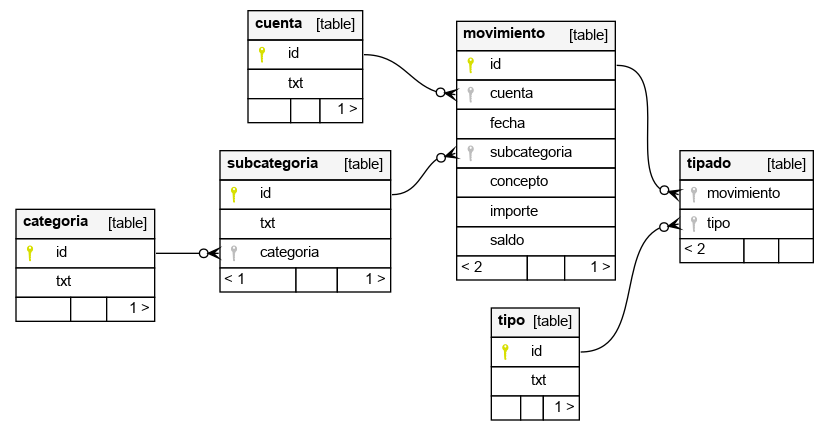 cuenta [table]
id
txt
1 >
movimiento [table]
id
cuenta
fecha
subcategoria
concepto
importe
saldo
< 2 1 >
subcategoria [table]
id
txt
categoria
< 1 1 >
tipado [table]
movimiento
tipo
< 2
categoria [table]
id
txt
1 >
tipo [table]
id
txt
1 >